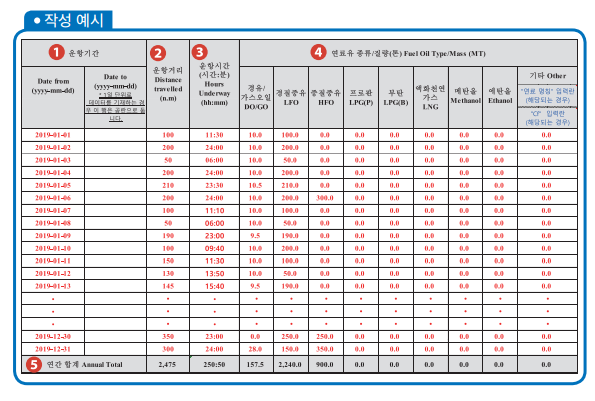 • 작성 예시
1 운항기간
2 운항거리 Distance travelled (n.m)
3 운항시간 (시간:분) Hours Underway (hh:mm)
4 연료유 종류/질량(톤) Fuel Oil Type/Mass (MT)
Date from (yyyy-mm-dd)
Date to (yyyy-mm-dd)
* 1일 단위로 데이터를 기재하는 경우 이 행은 공란으로 둡니다.
경유/가스오일 DO/GO
경질중유 LFO
중질중유 HFO
프로판 LPG(P)
부탄 LPG(B)
액화천연가스 LNG
메탄올 Methanol
에탄올 Ethanol
기타 Other
"연료 명칭" 입력란 (해당되는 경우)
"Cf" 입력란 (해당되는 경우)
2019-01-01 100 11:30 10.0 100.0 0.0 0.0 0.0 0.0 0.0 0.0 0.0
2019-01-02 200 24:00 10.0 200.0 0.0 0.0 0.0 0.0 0.0 0.0 0.0
2019-01-03 50 06:00 10.0 50.0 0.0 0.0 0.0 0.0 0.0 0.0 0.0
2019-01-04 200 24:00 10.0 200.0 0.0 0.0 0.0 0.0 0.0 0.0 0.0
2019-01-05 210 23:30 10.5 210.0 0.0 0.0 0.0 0.0 0.0 0.0 0.0
2019-01-06 200 24:00 10.0 200.0 300.0 0.0 0.0 0.0 0.0 0.0 0.0
2019-01-07 100 11:10 10.0 100.0 0.0 0.0 0.0 0.0 0.0 0.0 0.0
2019-01-08 50 06:00 10.0 50.0 0.0 0.0 0.0 0.0 0.0 0.0 0.0
2019-01-09 190 23:00 9.5 190.0 0.0 0.0 0.0 0.0 0.0 0.0 0.0
2019-01-10 100 09:40 10.0 200.0 0.0 0.0 0.0 0.0 0.0 0.0 0.0
2019-01-11 150 11:30 10.0 100.0 0.0 0.0 0.0 0.0 0.0 0.0 0.0
2019-01-12 130 13:50 10.0 50.0 0.0 0.0 0.0 0.0 0.0 0.0 0.0
2019-01-13 145 15:40 9.5 190.0 0.0 0.0 0.0 0.0 0.0 0.0 0.0
• • • • • • • • • • • •
• • • • • • • • • • • •
• • • • • • • • • • • •
2019-12-30 350 23:00 0.0 250.0 250.0 0.0 0.0 0.0 0.0 0.0 0.0
2019-12-31 300 24:00 28.0 150.0 350.0 0.0 0.0 0.0 0.0 0.0 0.0
5 연간 합계 Annual Total 2,475 250:50 157.5 2,240.0 900.0 0.0 0.0 0.0 0.0 0.0 0.0